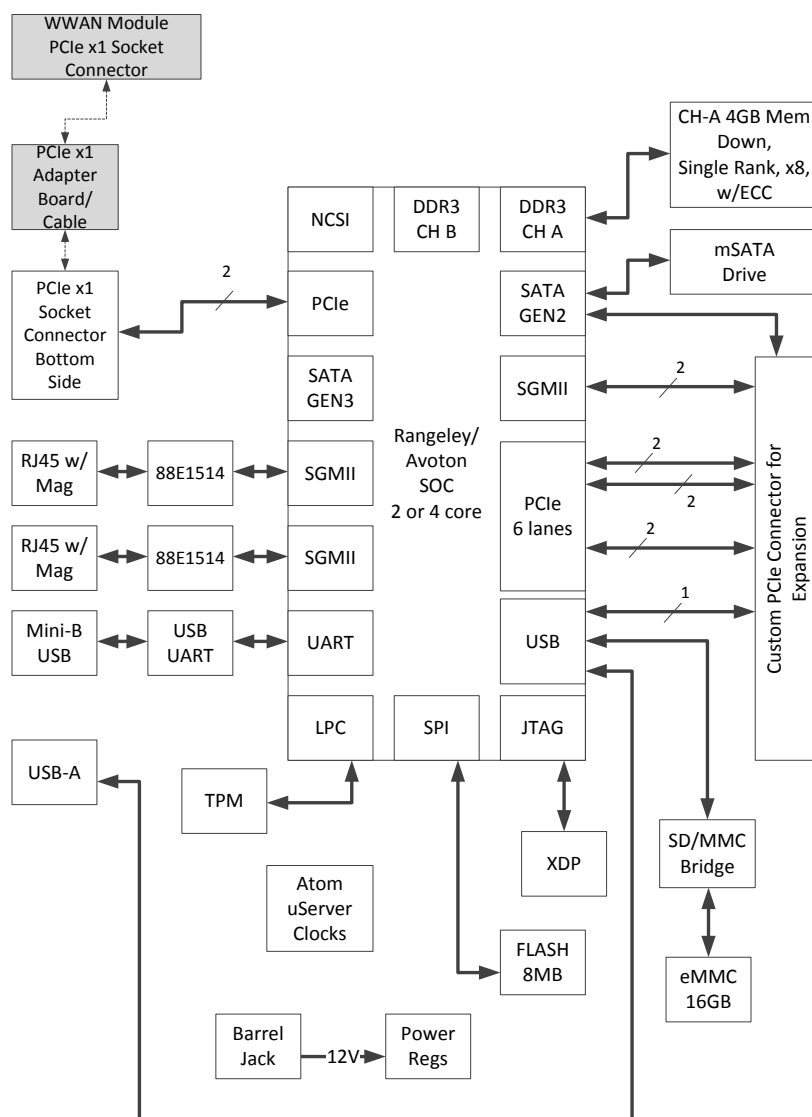 WWAN Module
PCIe x1 Socket
Connector
PCIe x1
Adapter
Board/
Cable
PCIe x1
Socket
Connector
Bottom
Side
2
NCSI
DDR3
CH B
DDR3
CH A
CH-A 4GB Mem
Down,
Single Rank, x8,
w/ECC
PCIe
SATA
GEN2
mSATA
Drive
SATA
GEN3
SGMII
2
Rangeley/
Avoton
SOC
2 or 4 core
RJ45 w/
Mag
88E1514
SGMII
PCIe
6 lanes
2
2
2
RJ45 w/
Mag
88E1514
SGMII
Custom PCIe Connector for
Expansion
Mini-B
USB
USB
UART
UART
USB
1
LPC
SPI
JTAG
USB-A
TPM
XDP
SD/MMC
Bridge
Atom
uServer
Clocks
FLASH
8MB
eMMC
16GB
Barrel
Jack
12V
Power
Regs